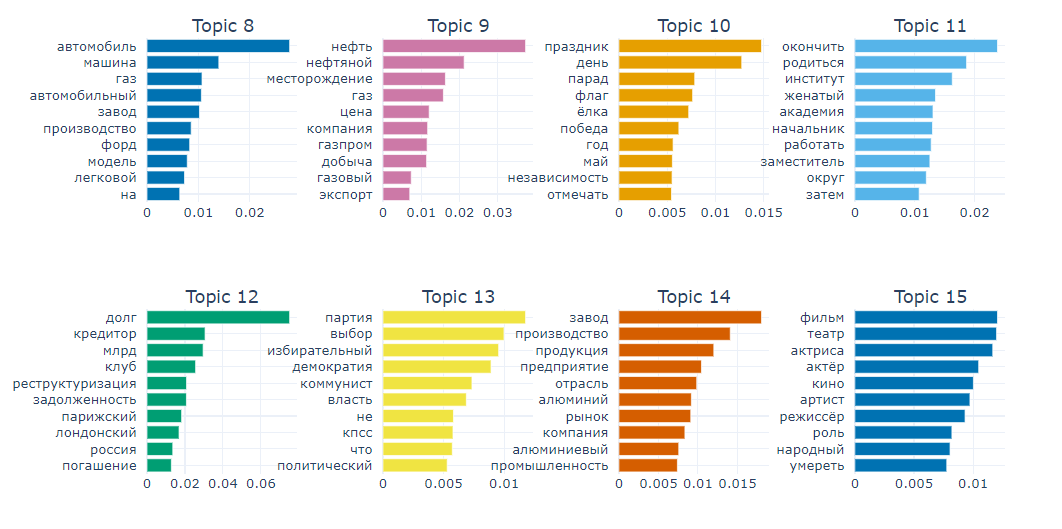 Topic 8
автомобиль
машина
газ
автомобильный
завод
производство
форд
модель
легковой
на
0 0.01 0.02
Topic 9
нефть
нефтяной
месторождение
газ
цена
компания
газпром
добыча
газовый
экспорт
0 0.01 0.02 0.03
Topic 10
праздник
день
парад
флаг
ёлка
победа
год
май
независимость
отмечать
0 0.005 0.01 0.015
Topic 11
окончить
родиться
институт
женатый
академия
начальник
работать
заместитель
округ
затем
0 0.01 0.02
Topic 12
долг
кредитор
млрд
клуб
реструктуризация
задолженность
парижский
лондонский
россия
погашение
0 0.02 0.04 0.06
Topic 13
партия
выбор
избирательный
демократия
коммунист
власть
не
кпсс
что
политический
0 0.005 0.01
Topic 14
завод
производство
продукция
предприятие
отрасль
алюминий
рынок
компания
алюминиевый
промышленность
0 0.005 0.01 0.015
Topic 15
фильм
театр
актриса
актёр
кино
артист
режиссёр
роль
народный
умереть
0 0.005 0.01